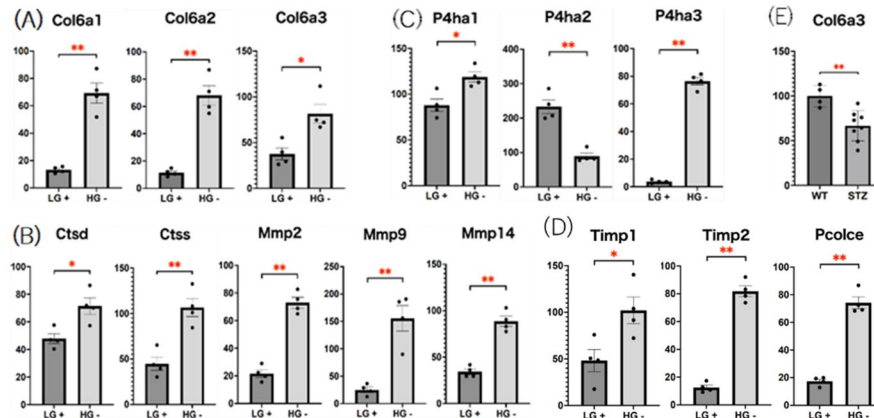 (A)
Col6a1
**
100
80
60
40
20
0
LG +
HG -
Col6a2
**
100
80
60
40
20
0
LG +
HG -
Col6a3
*
150
100
50
0
LG +
HG -
(C)
P4ha1
*
150
100
50
0
LG +
HG -
P4ha2
**
400
300
200
100
0
LG +
HG -
P4ha3
**
100
80
60
40
20
0
LG +
HG -
(E)
Col6a3
**
150
100
50
0
WT
STZ
(B)
Ctsd
*
100
80
60
40
20
0
LG +
HG -
Ctss
**
150
100
50
0
LG +
HG -
Mmp2
**
100
80
60
40
20
0
LG +
HG -
Mmp9
**
250
200
150
100
50
0
LG +
HG -
Mmp14
**
150
100
50
0
LG +
HG -
(D)
Timp1
*
150
100
50
0
LG +
HG -
Timp2
**
100
80
60
40
20
0
LG +
HG -
Pcolce
**
100
80
60
40
20
0
LG +
HG -